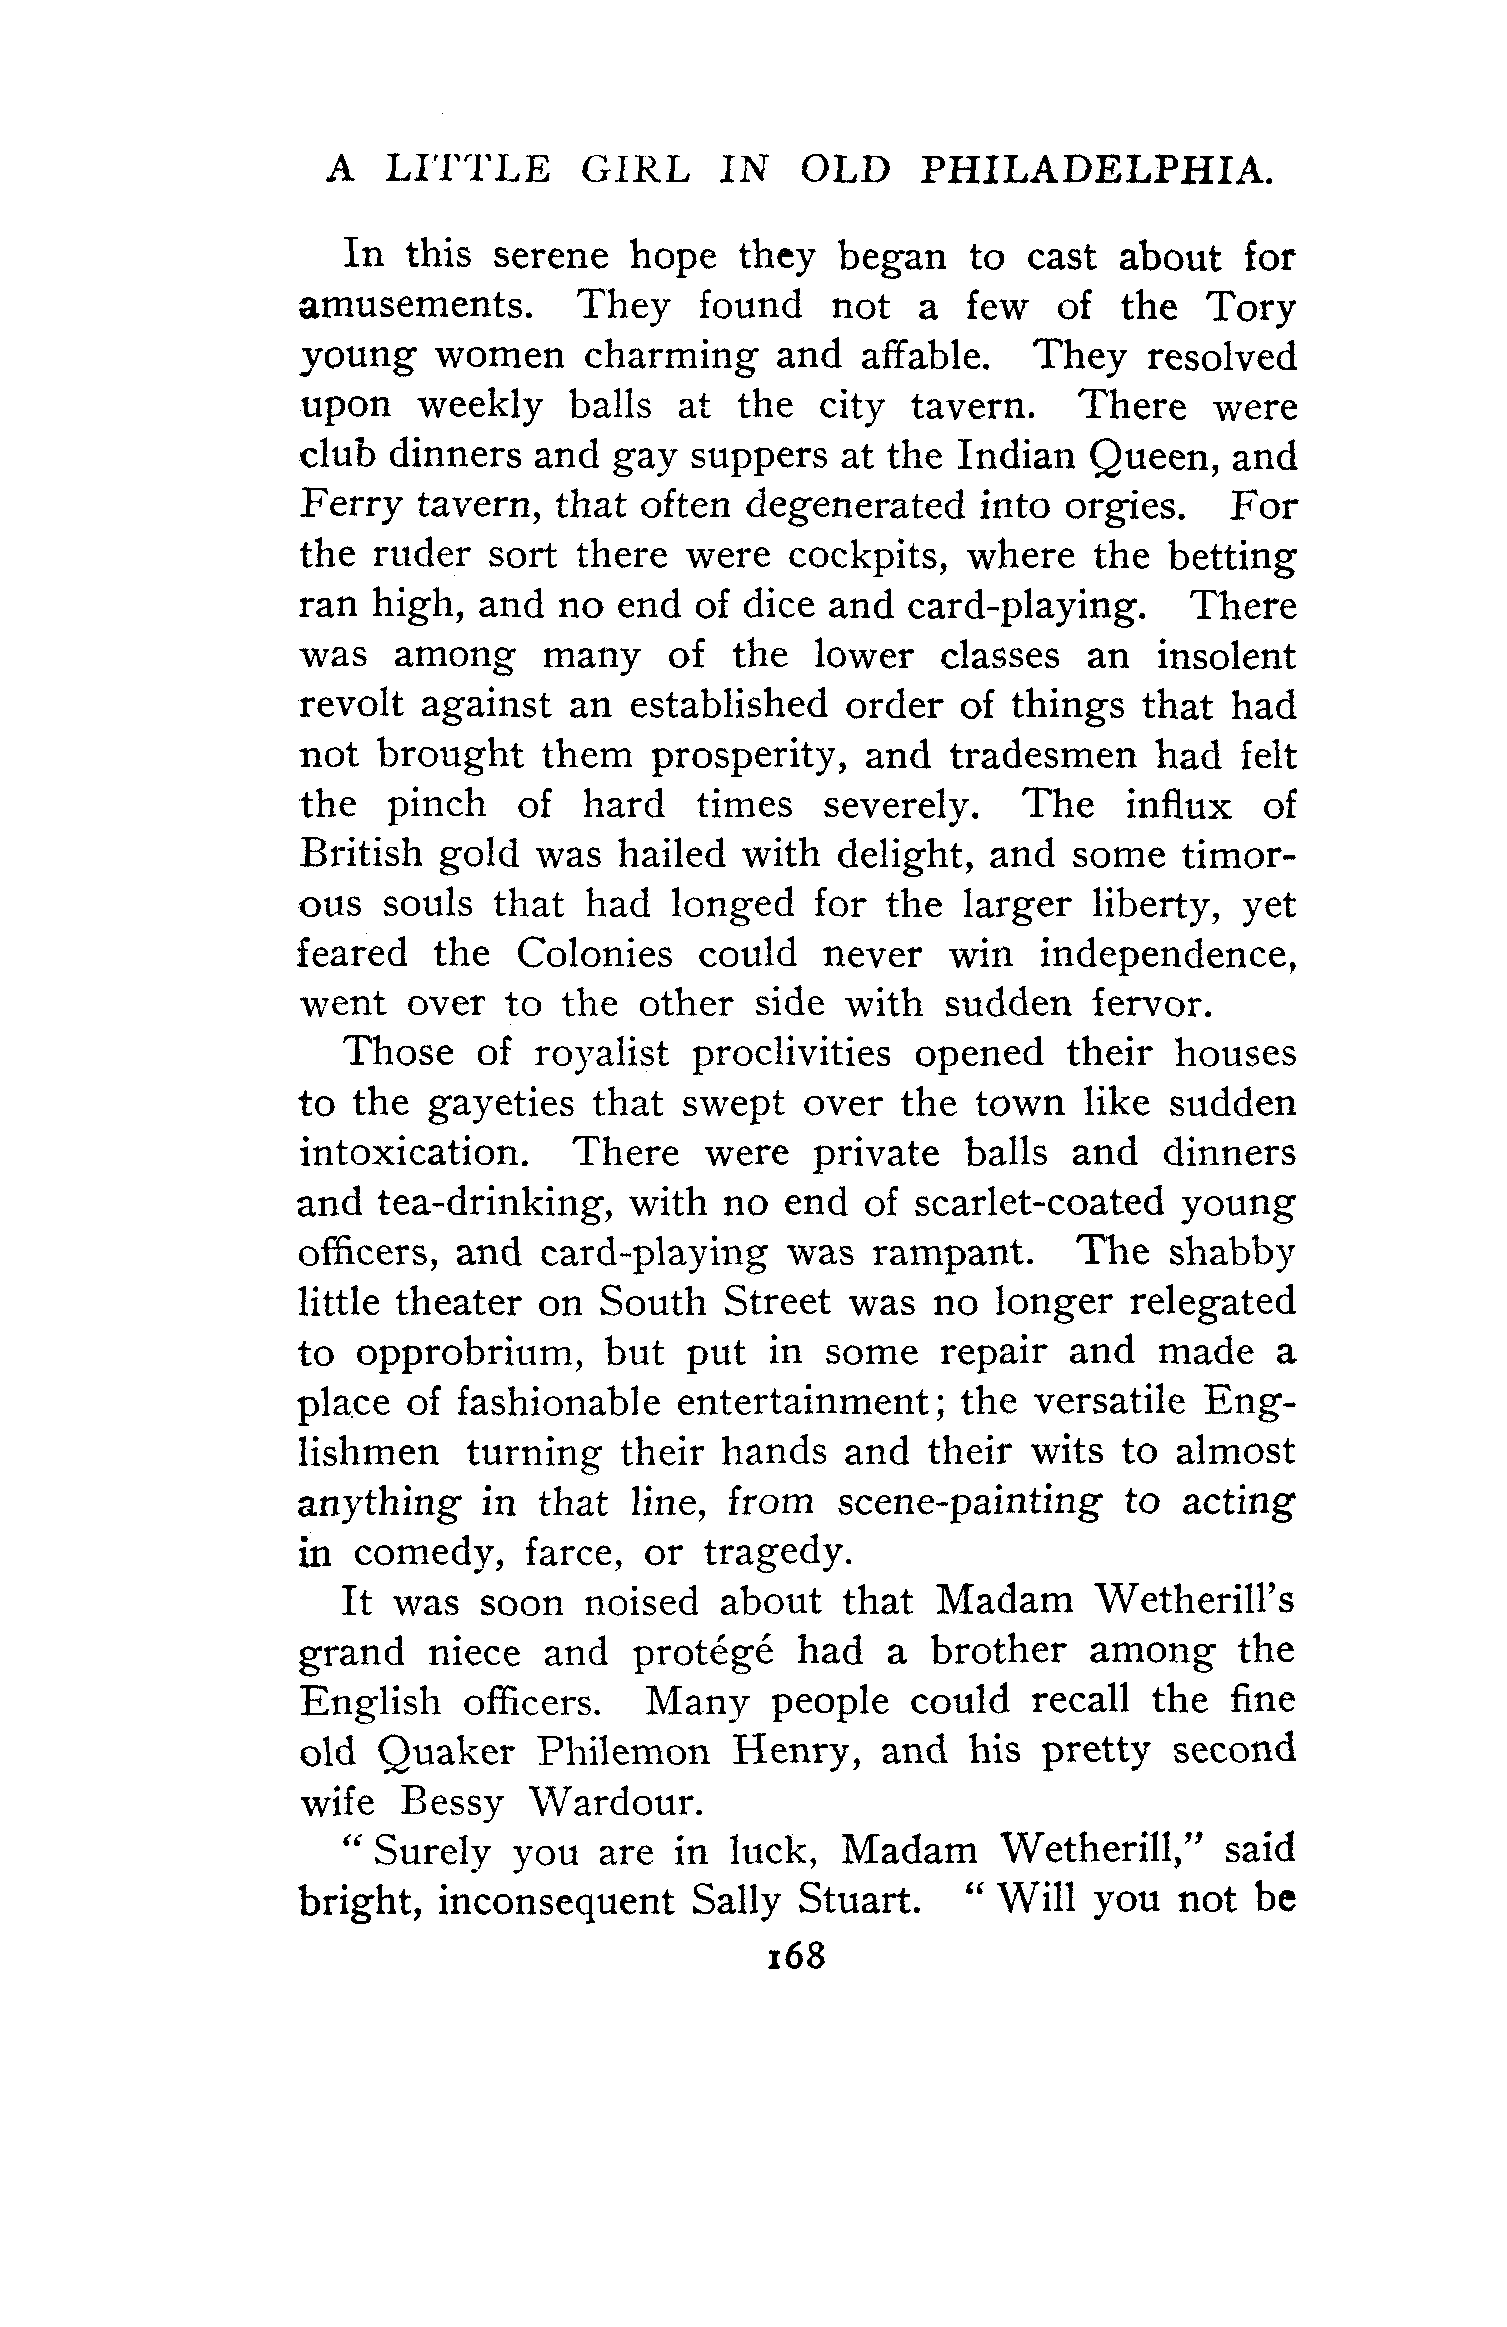 A LITTLE GIRL IN OLD PHILADELPHIA.
In this serene hope they began to cast about for
amusements. They found not a few of the Tory
young women charming and affable. They resolved
upon weekly balls at the city tavern. There were
club dinners and gay suppers at the Indian Queen, and
Ferry tavern, that often degenerated into orgies. For
the ruder sort there were cockpits, where the betting
ran high, and no end of dice and card-playing. There
was among many of the lower classes an insolent
revolt against an established order of things that had
not brought them prosperity, and tradesmen had felt
the pinch of hard times severely. The influx of
British gold was hailed with delight, and some timor-
ous souls that had longed for the larger liberty, yet
feared the Colonies could never win independence,
went over to the other side with sudden fervor.
Those of royalist proclivities opened their houses
to the gayeties that swept over the town like sudden
intoxication. There were private balls and dinners
and tea-drinking, with no end of scarlet-coated young
officers, and card-playing was rampant. The shabby
little theater on South Street was no longer relegated
to opprobrium, but put in some repair and made a
place of fashionable entertainment; the versatile Eng-
lishmen turning their hands and their wits to almost
anything in that line, from scene-painting to acting
in comedy, farce, or tragedy.
It was soon noised about that Madam Wetherill's
grand niece and protégé had a brother among the
English officers. Many people could recall the fine
old Quaker Philemon Henry, and his pretty second
wife Bessy Wardour.
"Surely you are in luck, Madam Wetherill," said
bright, inconsequent Sally Stuart. "Will you not be
168